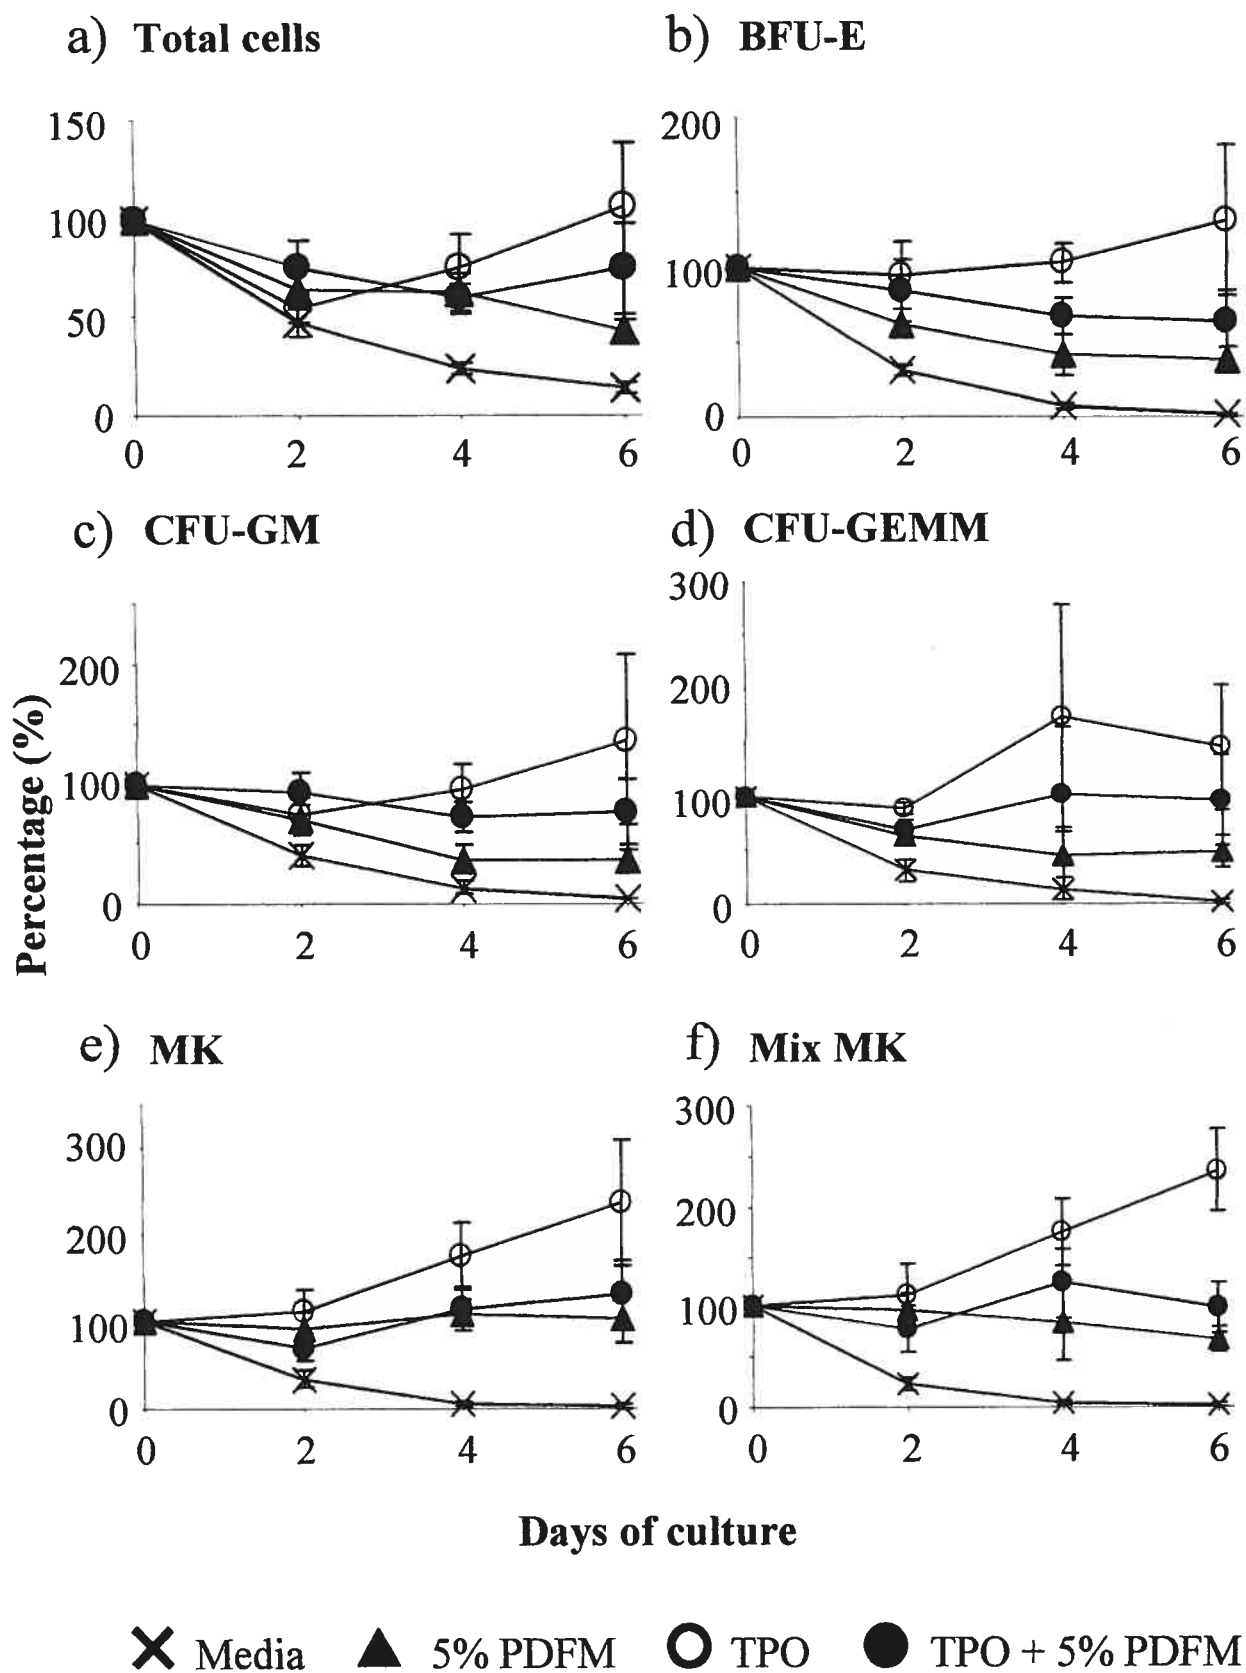 a) Total cells
b) BFU-E
150
100
50
0
0 2 4 6
200
100
0
0 2 4 6
c) CFU-GM
d) CFU-GEMM
200
100
0
0 2 4 6
300
200
100
0
0 2 4 6
Percentage (%)
e) MK
f) Mix MK
300
200
100
0
0 2 4 6
300
200
100
0
0 2 4 6
Days of culture
Media 5% PDFM TPO TPO + 5% PDFM